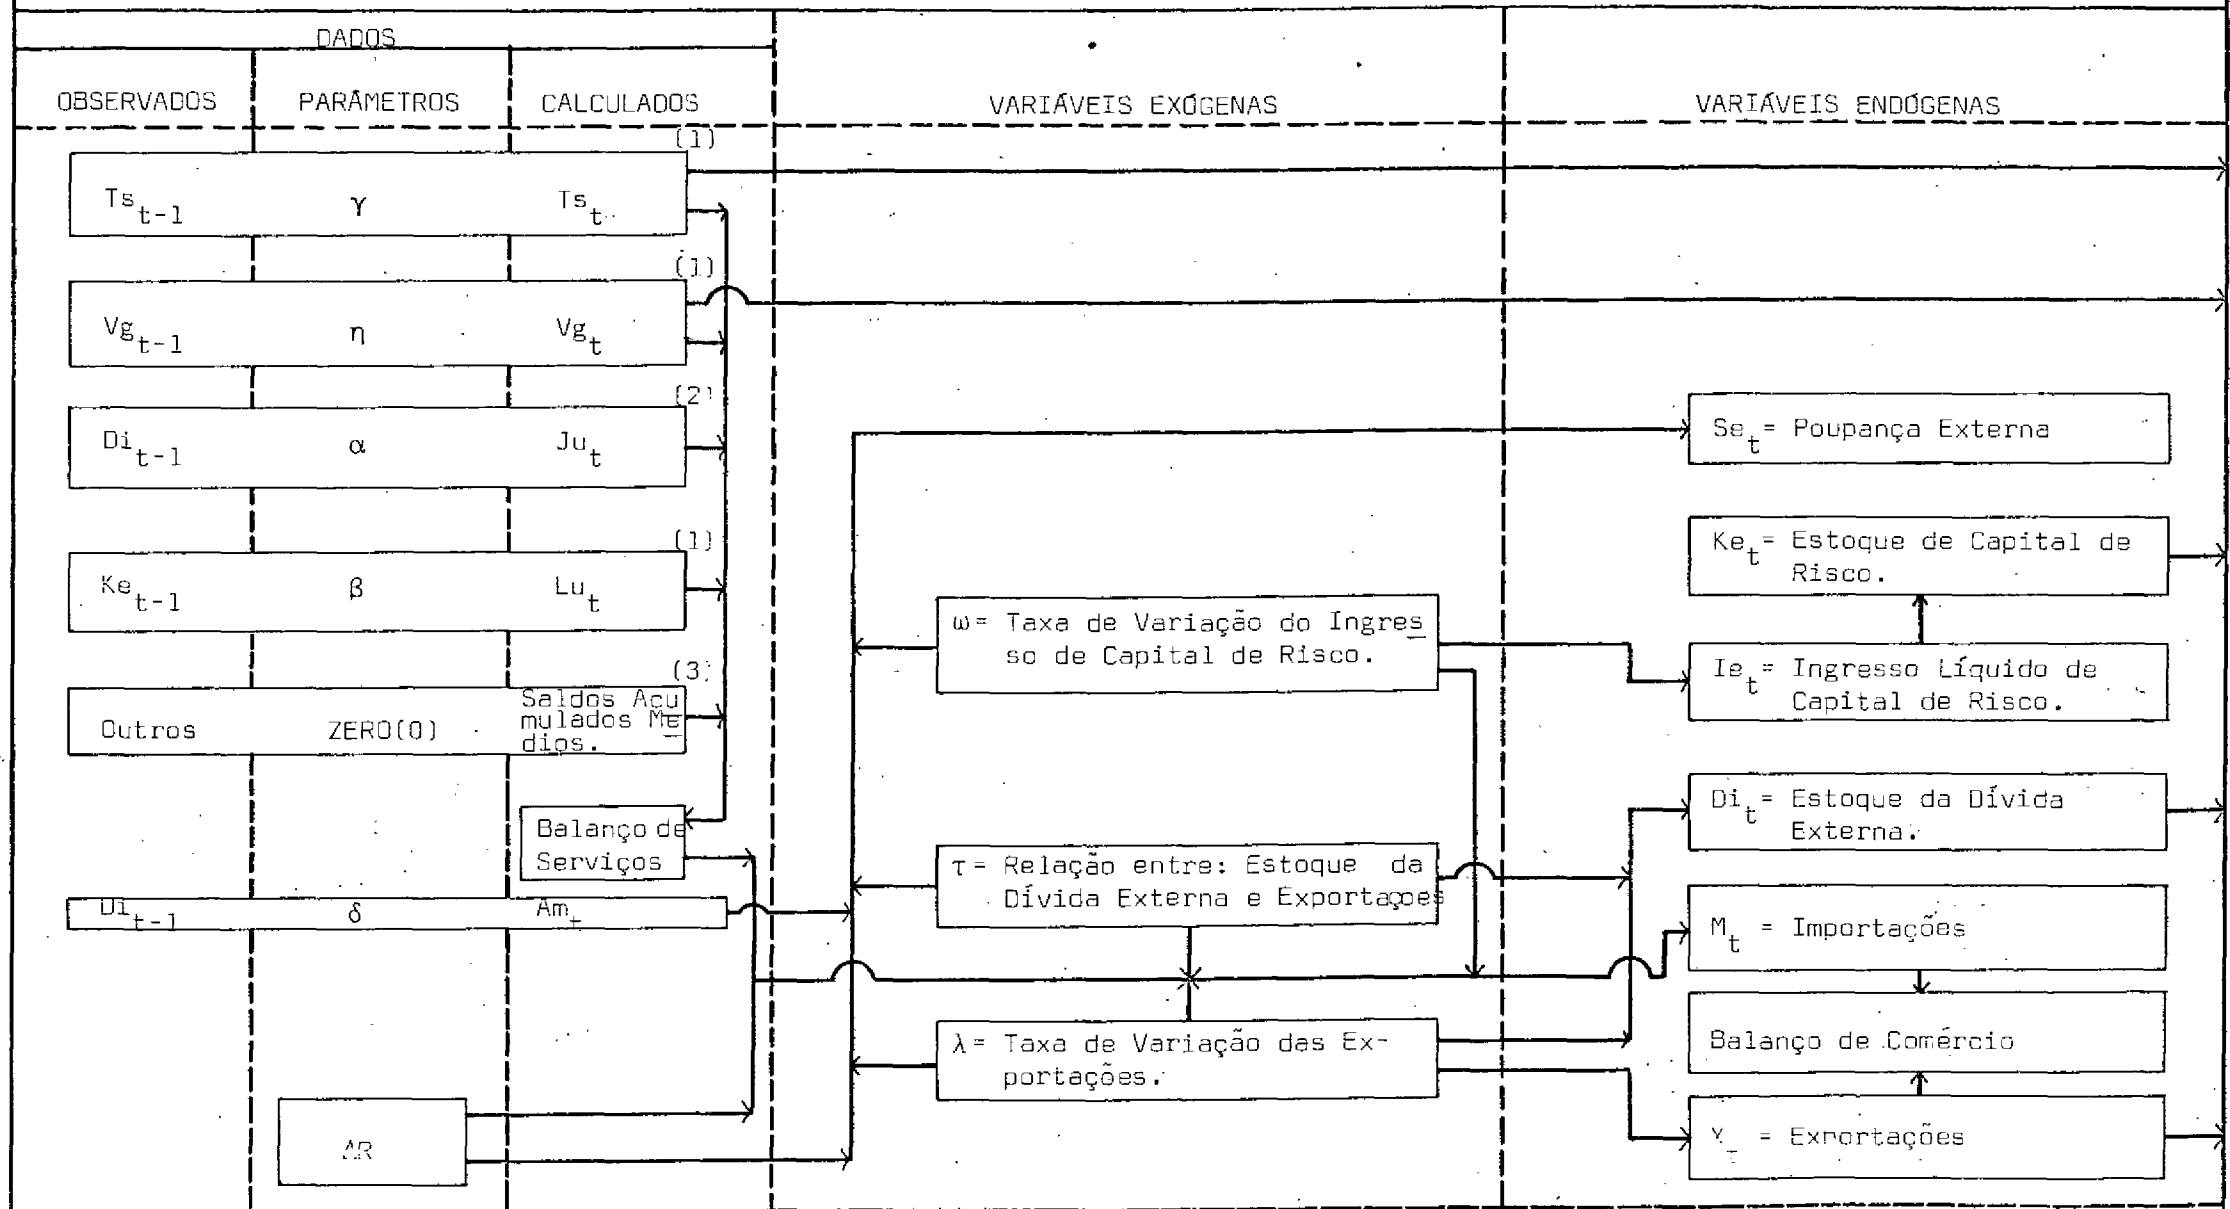 DADOS
OBSERVADOS PARÂMETROS CALCULADOS VARIÁVEIS EXÓGENAS VARIÁVEIS ENDÓGENAS
(1)
Ts t-1 γ Ts t
(1)
Vg t-1 η Vg t
(2)
Di t-1 α Ju t
(1)
Ke t-1 β Lu t
(3)
Outros ZERO(0) Saldos Acu
mulados Mé
dios.
Balanço de
Serviços
Di t-1 δ Am t
ΔR
ω= Taxa de Variação do Ingres
so de Capital de Risco.
τ= Relação entre: Estoque da
Dívida Externa e Exportações
λ= Taxa de Variação das Ex-
portações.
Se t = Poupança Externa
Ke t = Estoque de Capital de
Risco.
Ie t = Ingresso Líquido de
Capital de Risco.
Di t = Estoque da Dívida
Externa.
M t = Importações
Balanço de Comércio
= Exportações